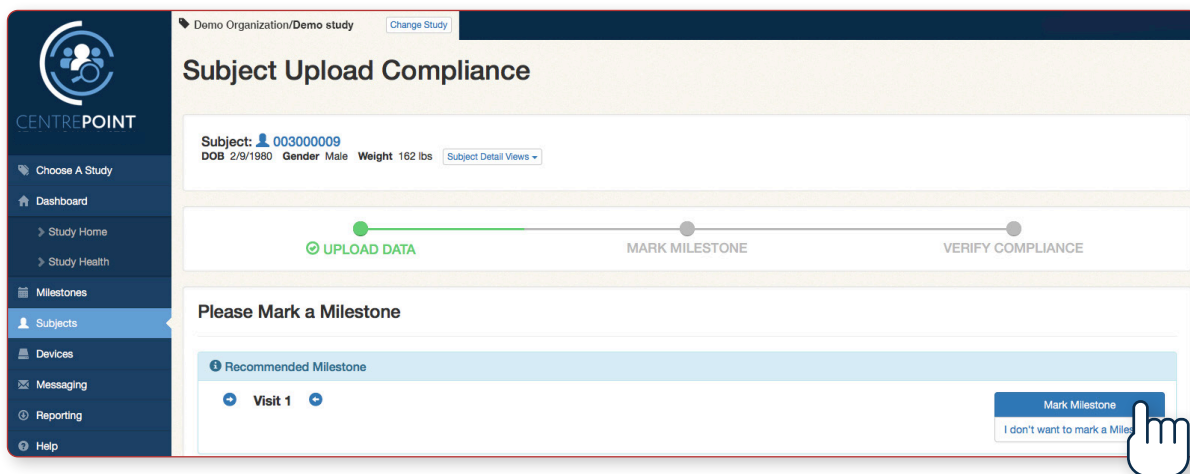 Demo Organization/Demo study Change Study
Subject Upload Compliance
CENTREPOINT
Subject: 003000009
DOB 2/9/1980 Gender Male Weight 162 lbs Subject Detail Views
Choose A Study
Dashboard
Study Home
Study Health
Milestones
Subjects
Devices
Messaging
Reporting
Help
UPLOAD DATA MARK MILESTONE VERIFY COMPLIANCE
Please Mark a Milestone
Recommended Milestone
Visit 1
Mark Milestone
I don't want to mark a Miles